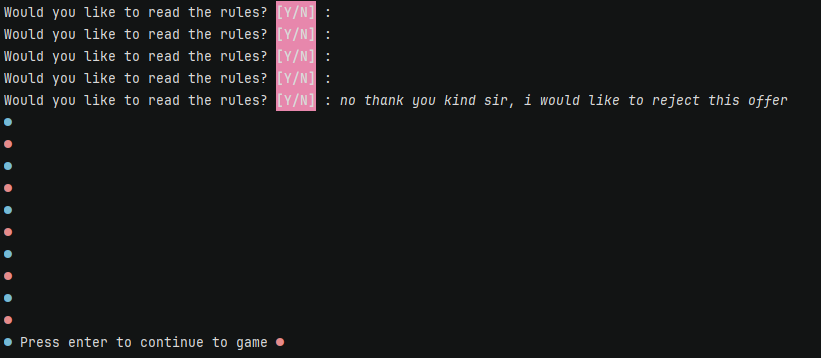 Would you like to read the rules? [Y/N] :
Would you like to read the rules? [Y/N] :
Would you like to read the rules? [Y/N] :
Would you like to read the rules? [Y/N] :
Would you like to read the rules? [Y/N] : no thank you kind sir, i would like to reject this offer
Press enter to continue to game